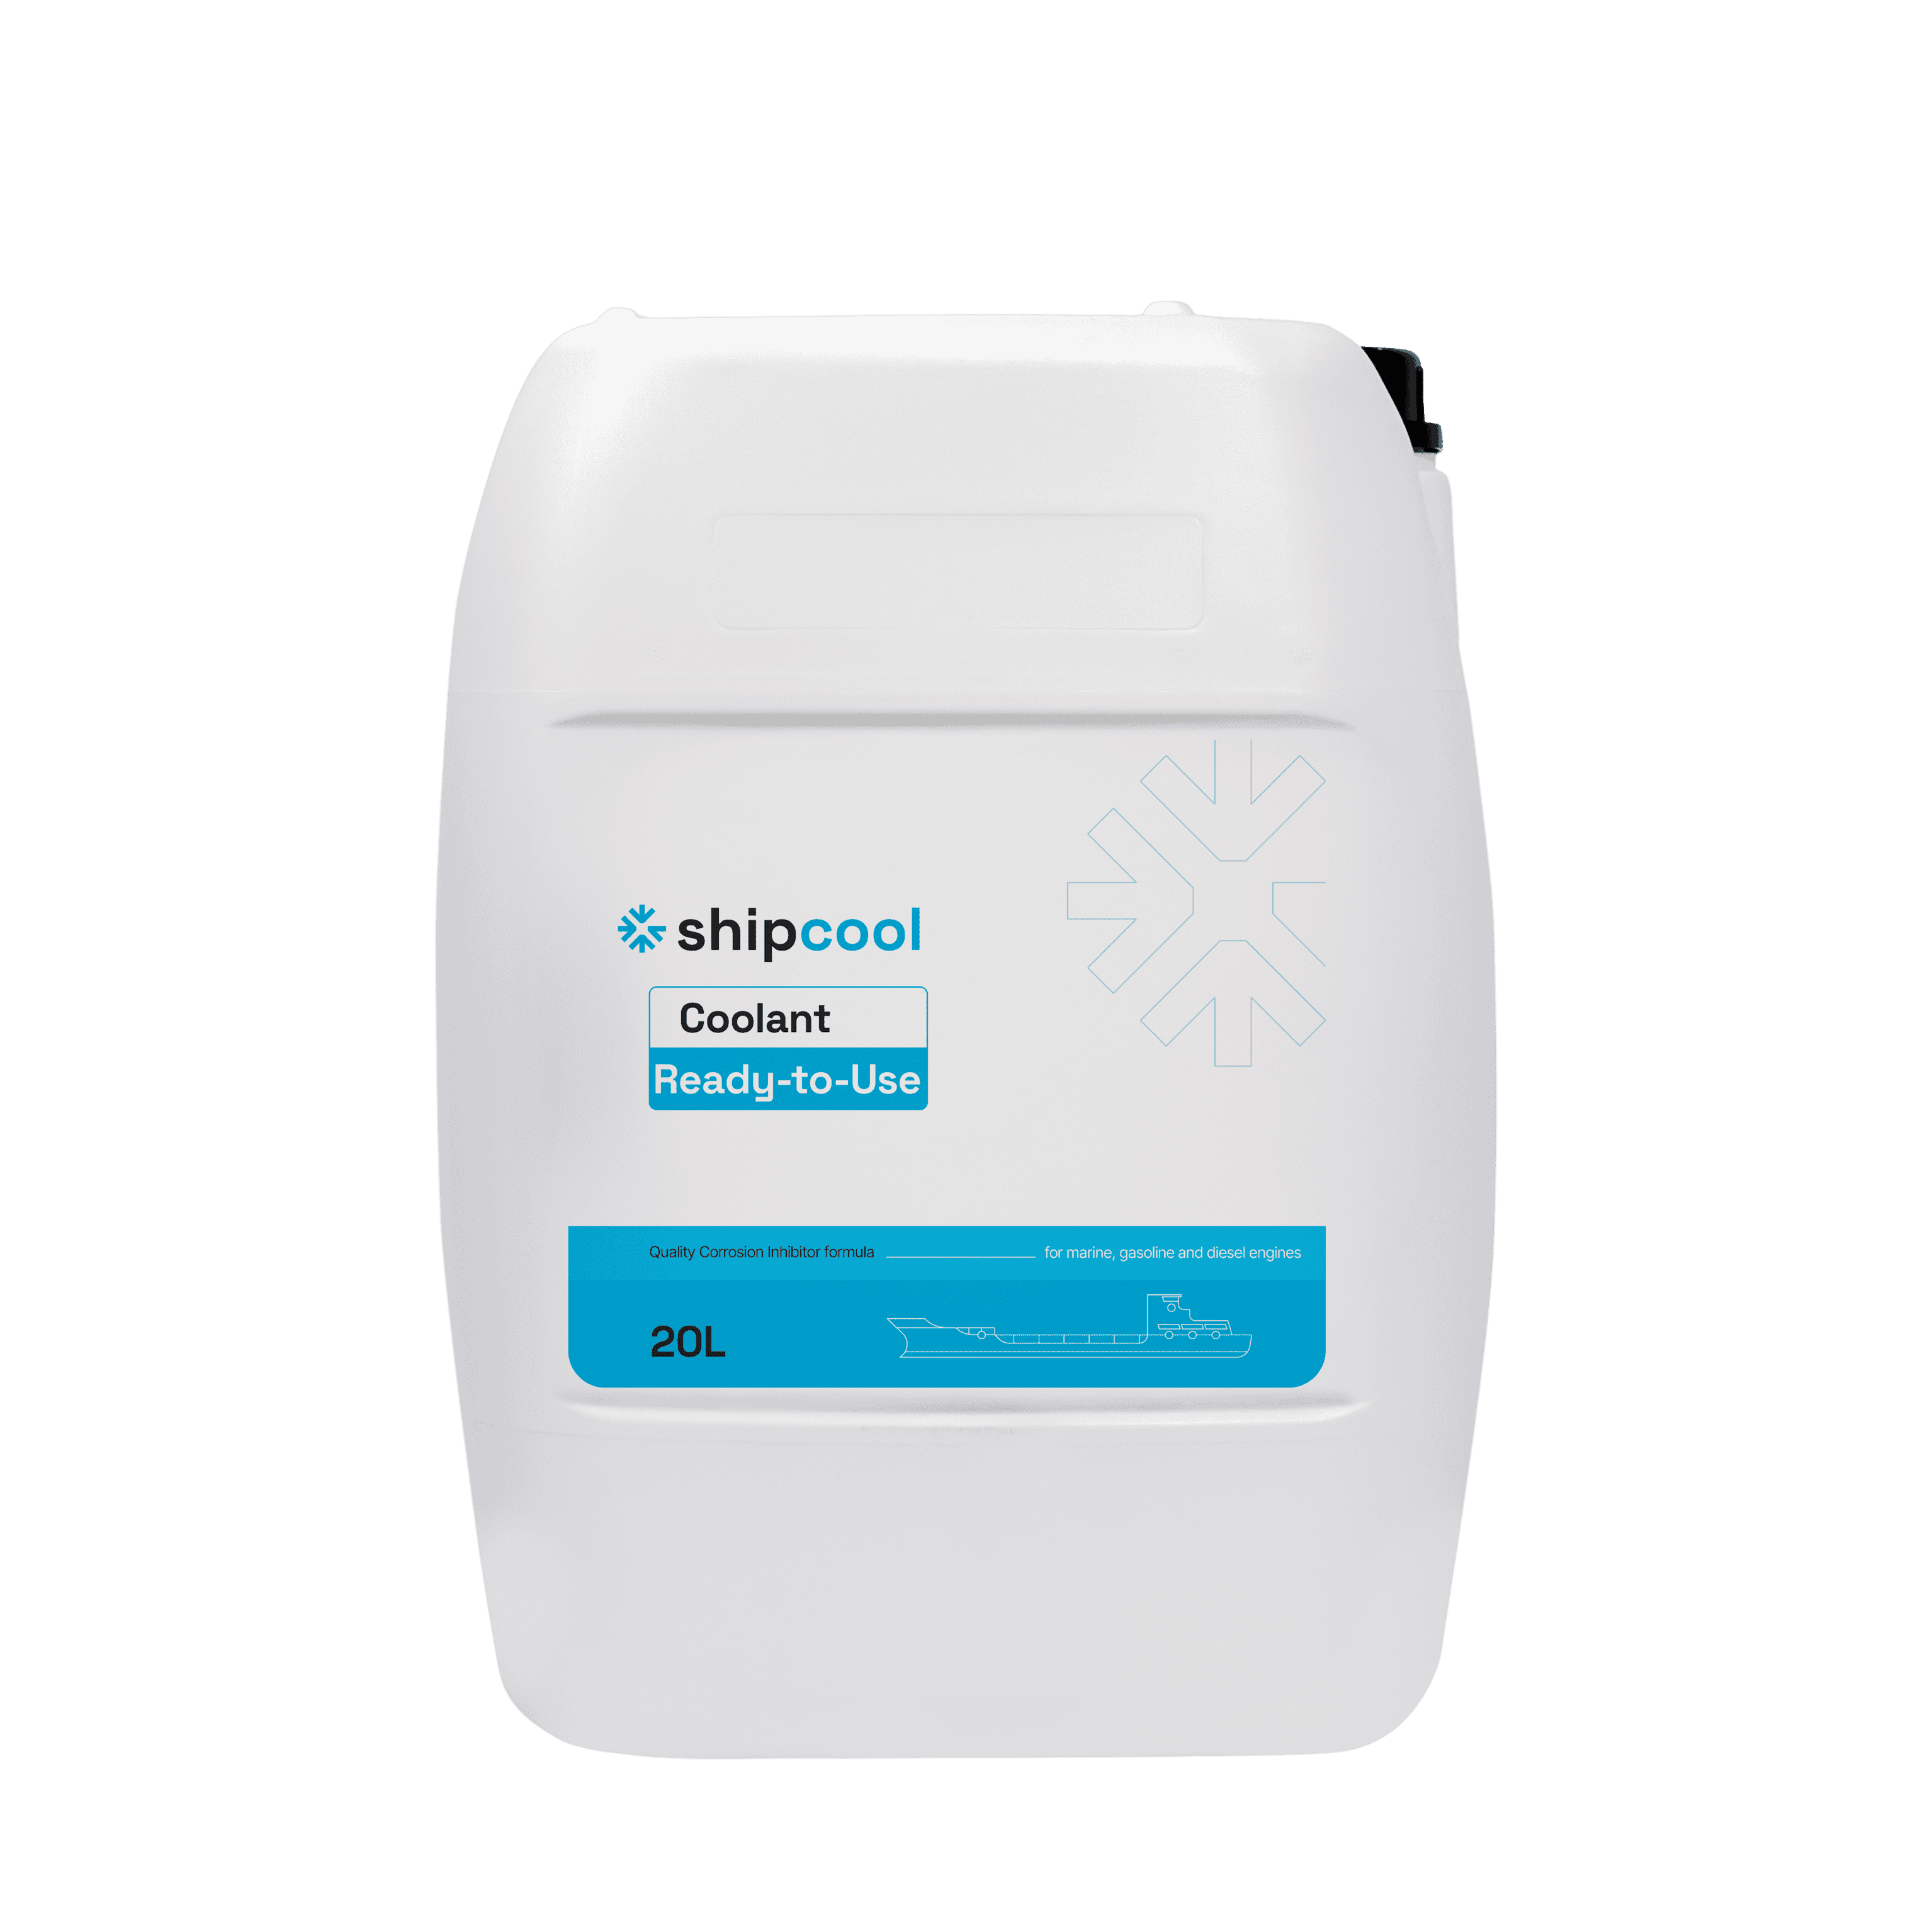 shipcool
Coolant
Ready-to-Use
Quality Corrosion Inhibitor formula
for marine, gasoline and diesel engines
20L